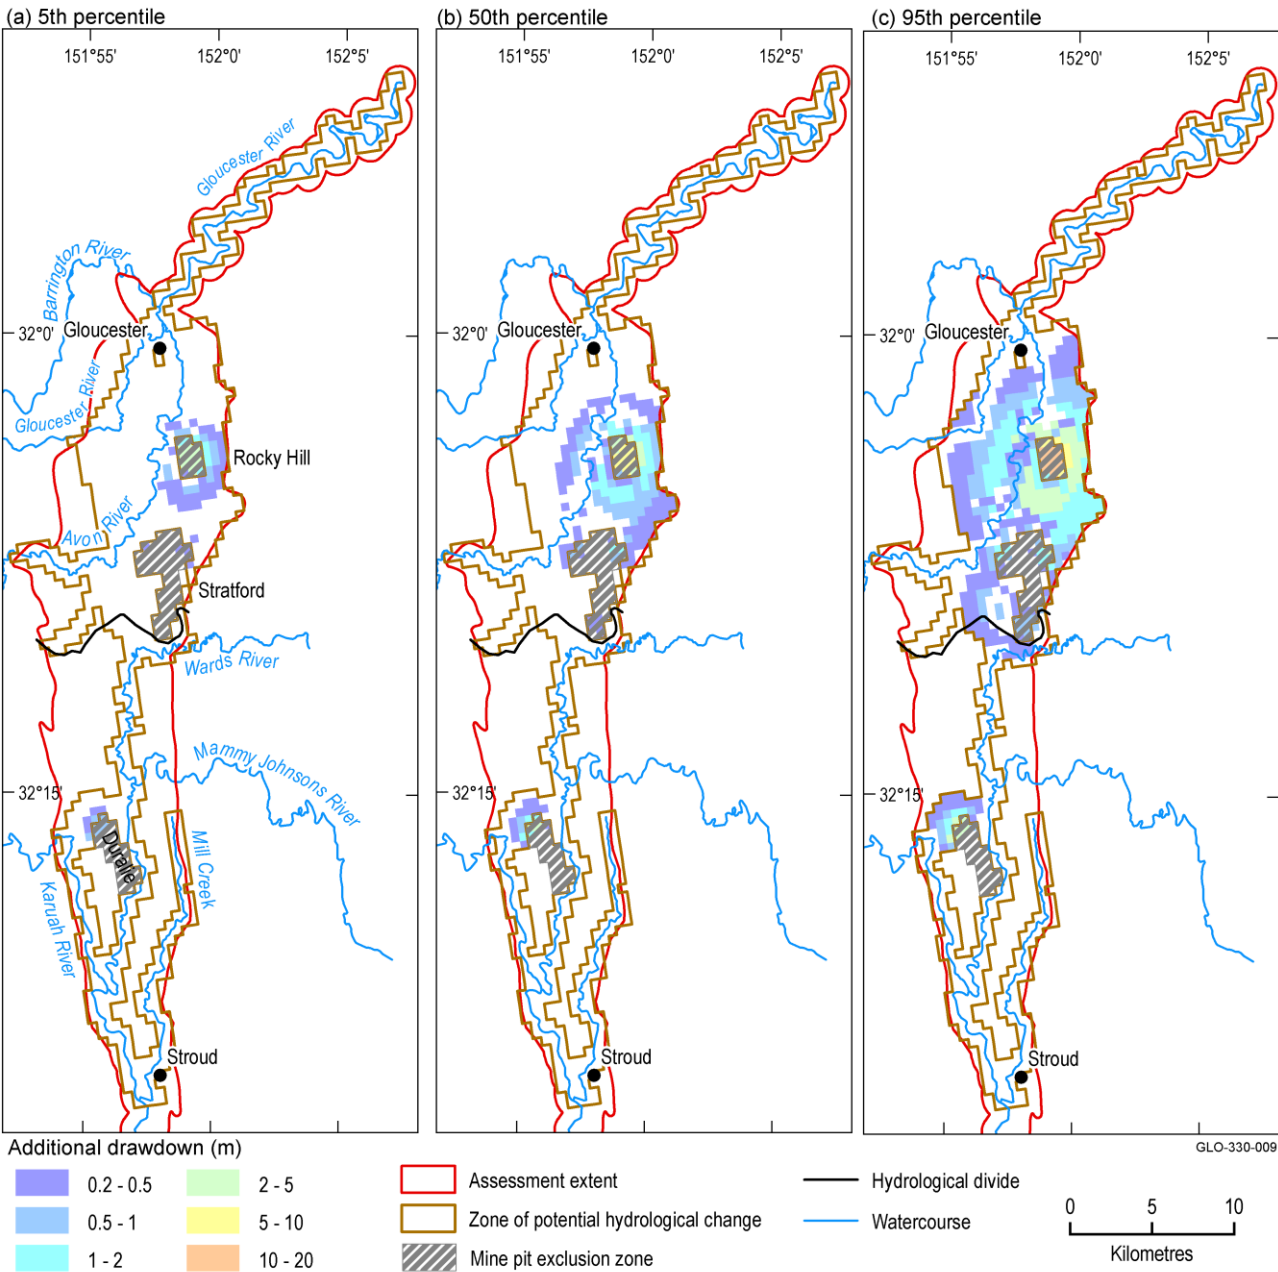 (a) 5th percentile
(b) 50th percentile
(c) 95th percentile
151°55' 152°0' 152°5'
151°55' 152°0' 152°5'
151°55' 152°0' 152°5'
Gloucester River
Barrington River
32°0' Gloucester
32°0' Gloucester
32°0' Gloucester
Gloucester River
Rocky Hill
Avon River
Stratford
Wards River
Mammy Johnsons River
32°15'
32°15'
32°15'
Duralie
Mill Creek
Karuah River
Stroud
Stroud
Stroud
GLO-330-009
Additional drawdown (m)
0.2 - 0.5
0.5 - 1
1 - 2
2 - 5
5 - 10
10 - 20
Assessment extent
Zone of potential hydrological change
Mine pit exclusion zone
Hydrological divide
Watercourse
0 5 10
Kilometres